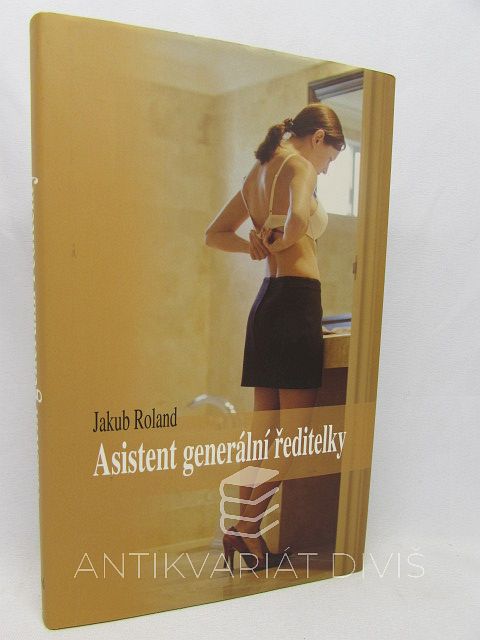 Jakub Roland
Asistent generální ředitelky
ANTIKVARIÁT DIVIŠ